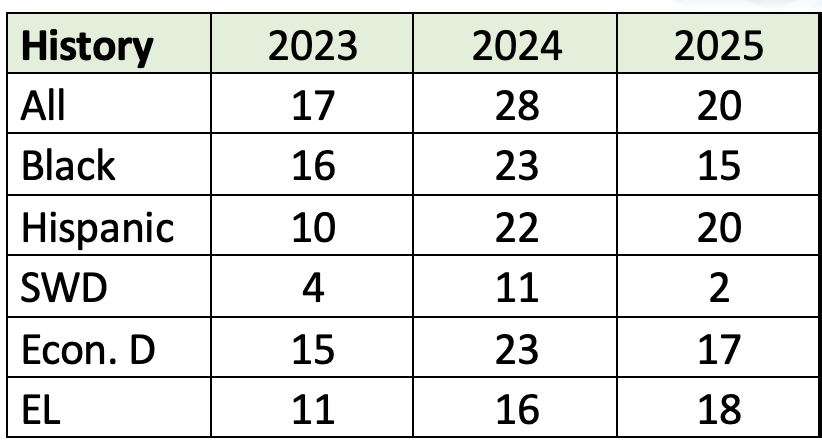 History 2023 2024 2025
All 17 28 20
Black 16 23 15
Hispanic 10 22 20
SWD 4 11 2
Econ. D 15 23 17
EL 11 16 18